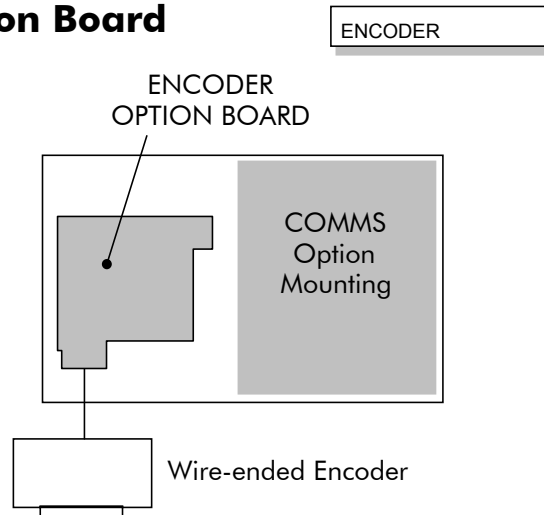 on Board
ENCODER
ENCODER
OPTION BOARD
COMMS
Option
Mounting
Wire-ended Encoder